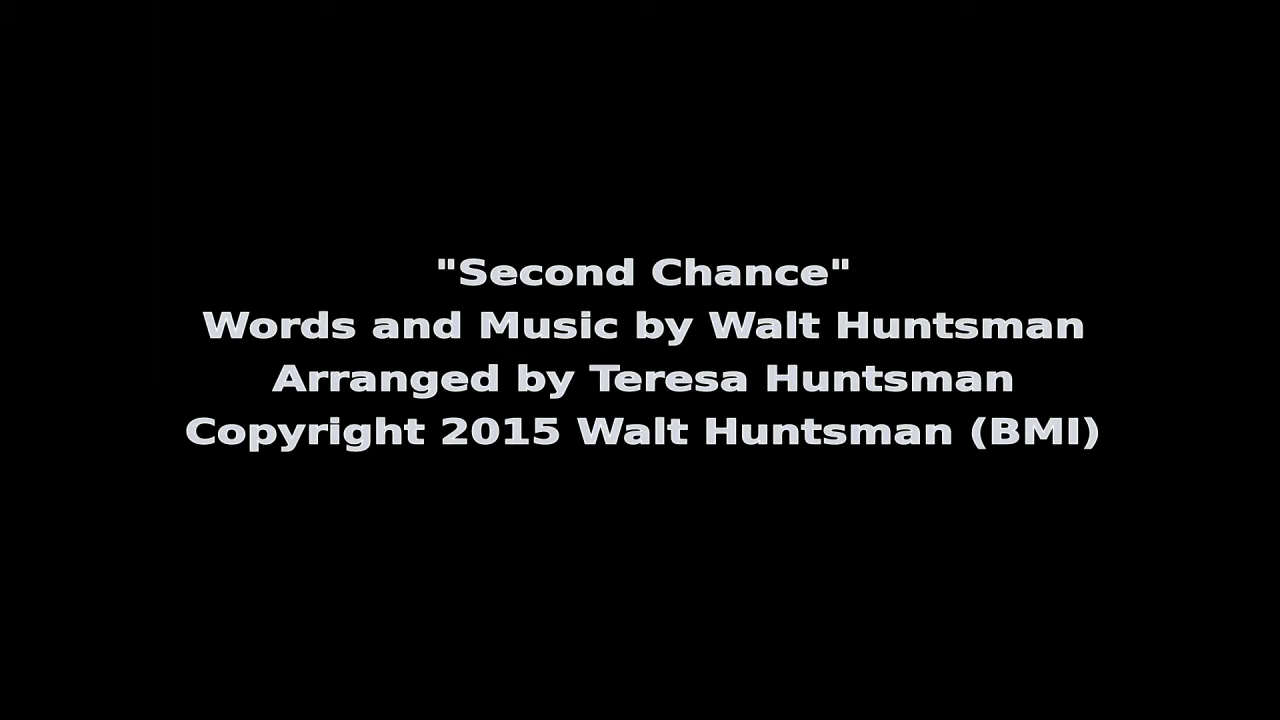 "Second Chance"
Words and Music by Walt Huntsman
Arranged by Teresa Huntsman
Copyright 2015 Walt Huntsman (BMI)